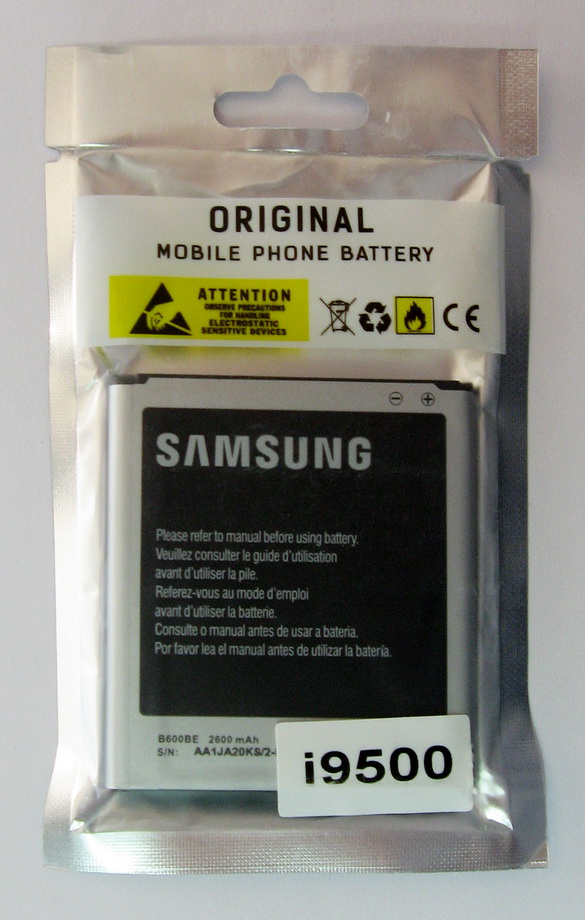 ORIGINAL
MOBILE PHONE BATTERY
ATTENTION
OBSERVE PRECAUTIONS
FOR HANDLING
ELECTROSTATIC
SENSITIVE DEVICES
CE
SAMSUNG
Please refer to manual before using battery.
Veuillez consulter le guide d'utilisation
avant d'utiliser la pile.
Referez-vous au mode d'emploi
avant d'utiliser la batterie.
Consulte o manual antes de usar a bateria.
Por favor lea el manual antes de utilizar la batería.
B600BE 2600 mAh
S/N: AA1JA20KS/2-
i9500